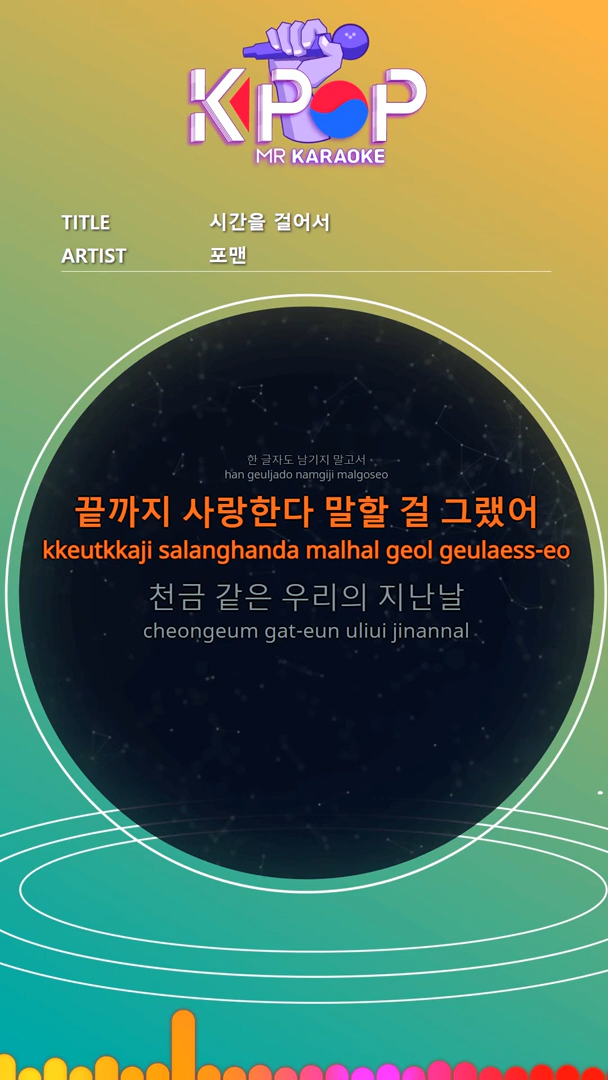 KPOP
MR KARAOKE
TITLE 시간을 걸어서
ARTIST 포맨
한 글자도 남기지 말고서
han geuljado namgiji malgoseo
끝까지 사랑한다 말할 걸 그랬어
kkeutkkaji salanghanda malhal geol geulaess-eo
천금 같은 우리의 지난날
cheongeum gat-eun uliui jinannal